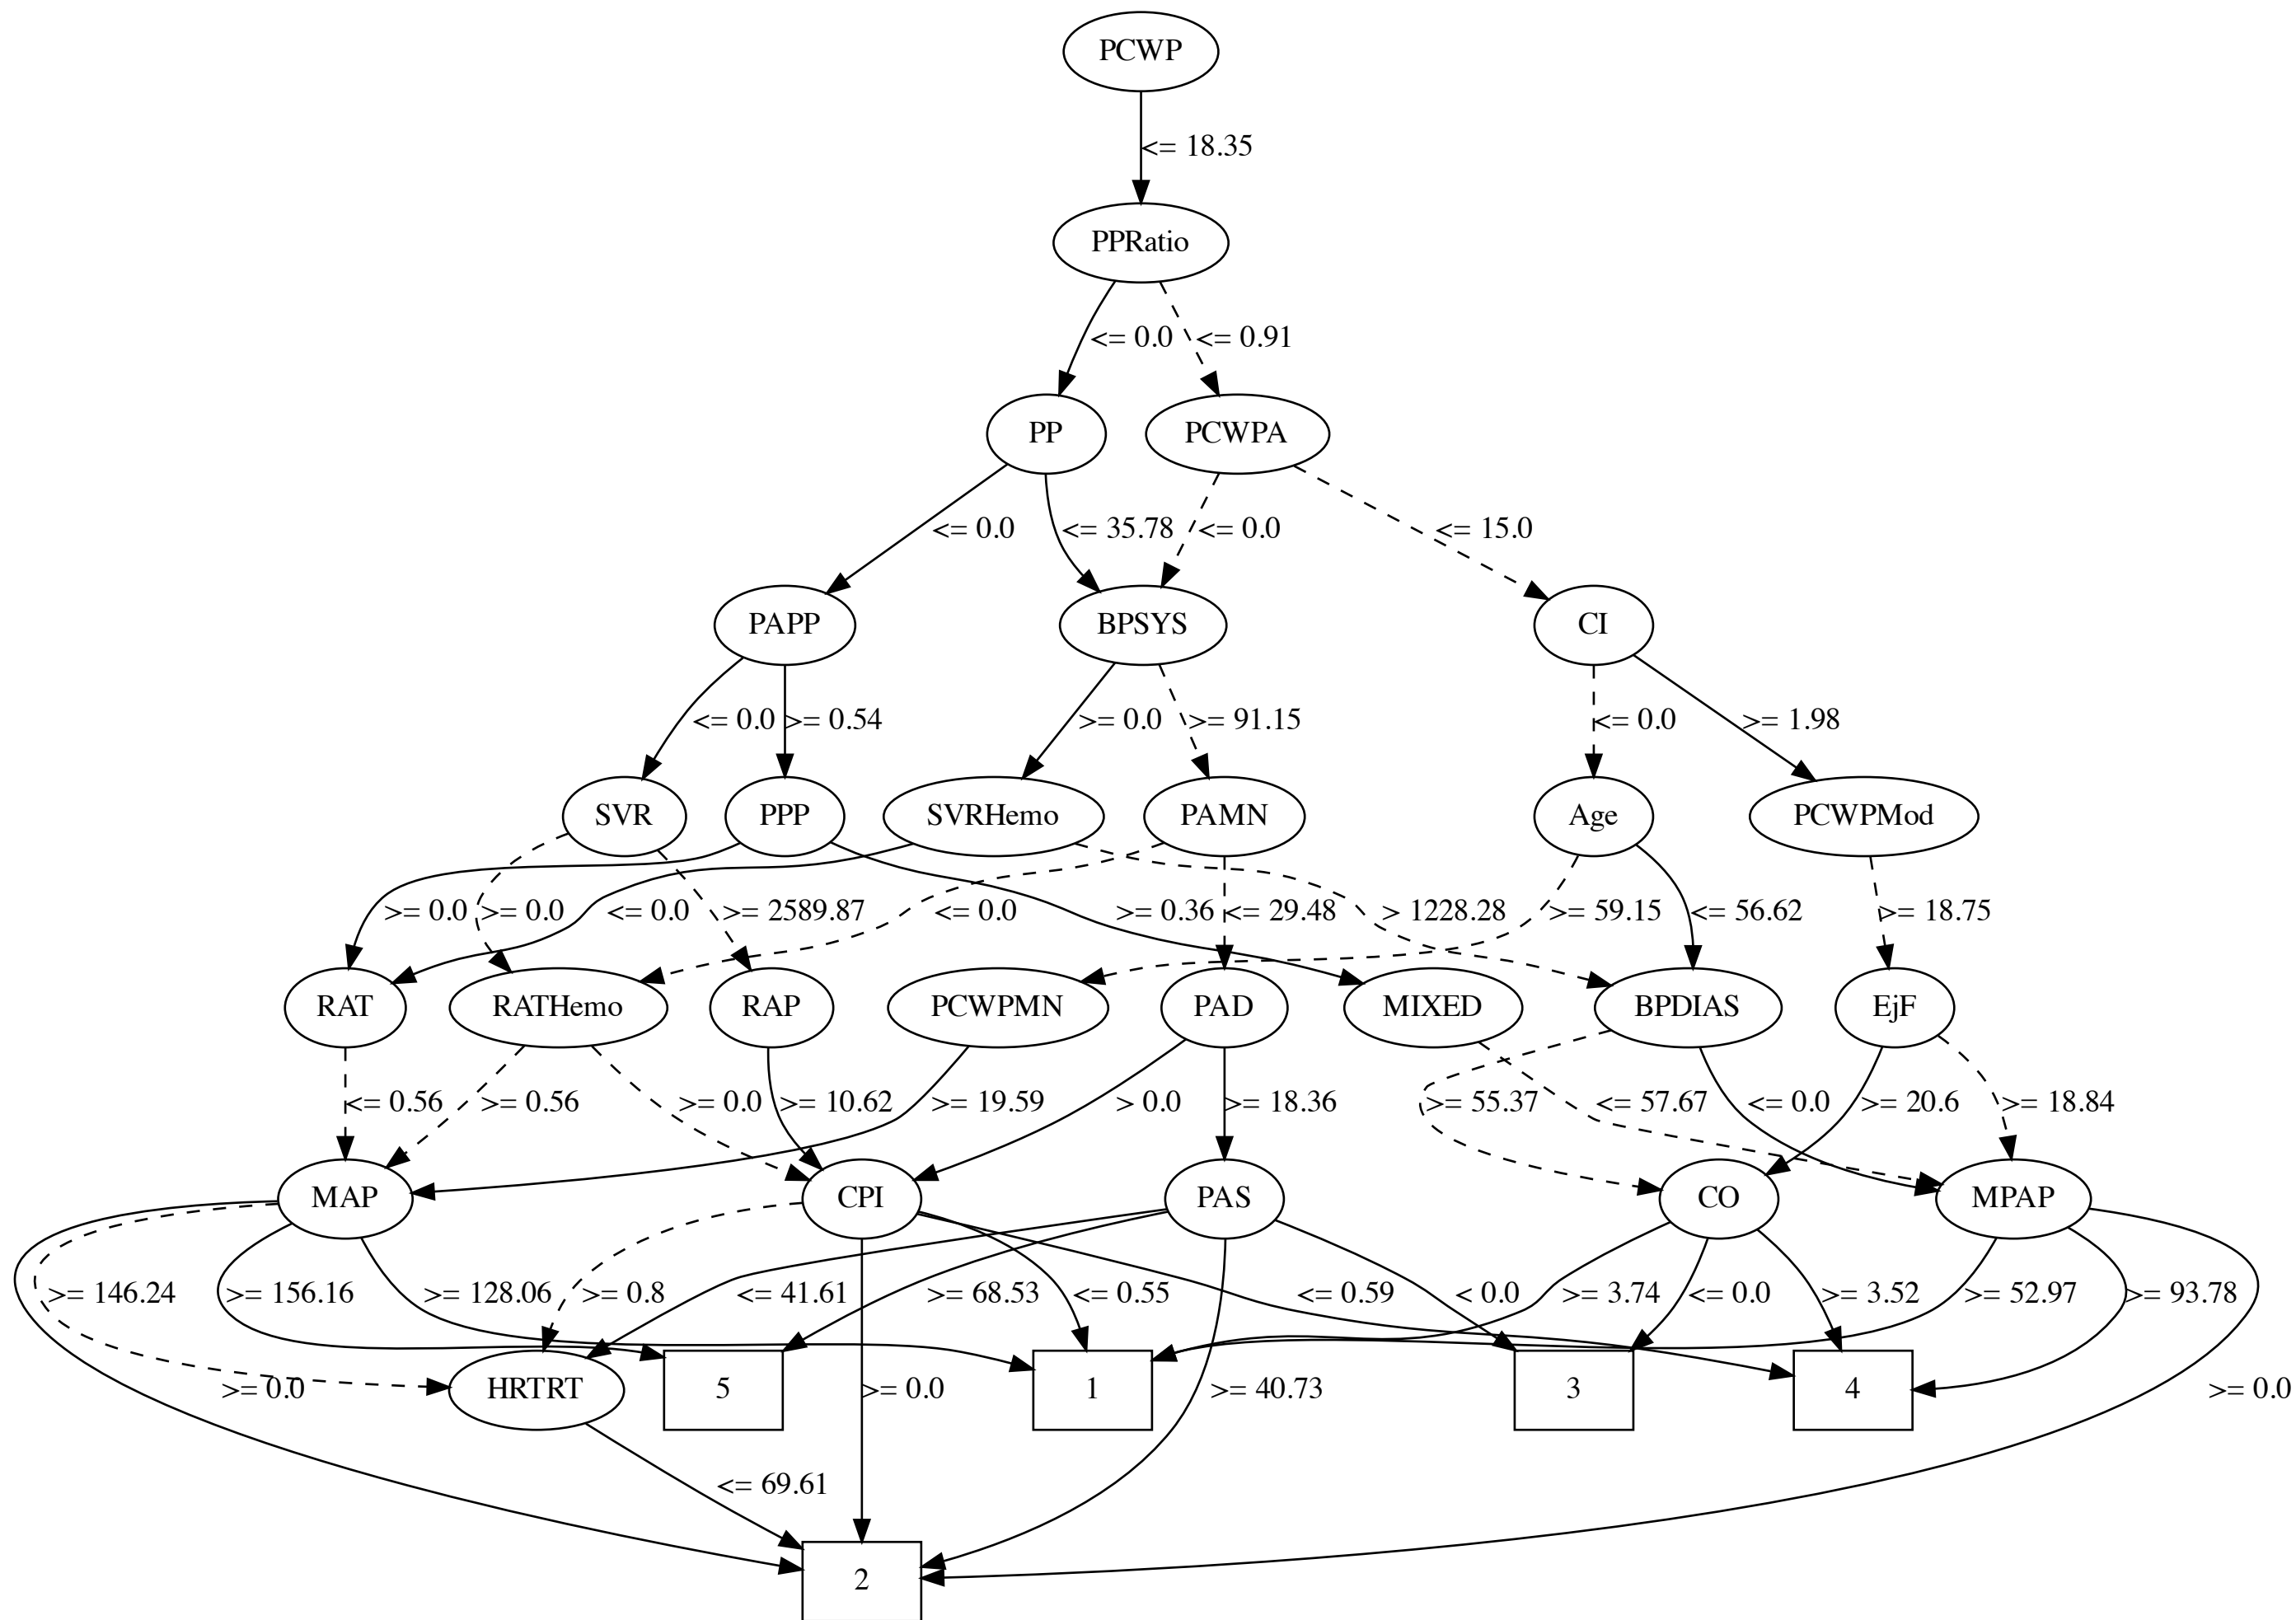 PCWP
<= 18.35
PPRatio
<= 0.0
<= 0.91
PP
PCWPA
<= 0.0
<= 35.78
<= 0.0
<= 15.0
PAPP
BPSYS
CI
<= 0.0
>= 0.54
>= 0.0
>= 91.15
<= 0.0
>= 1.98
SVR
PPP
SVRHemo
PAMN
Age
PCWPMod
>= 0.0
>= 0.0
<= 0.0
>= 2589.87
<= 0.0
>= 0.36
<= 29.48
> 1228.28
>= 59.15
<= 56.62
>= 18.75
RAT
RATHemo
RAP
PCWPMN
PAD
MIXED
BPDIAS
EjF
<= 0.56
>= 0.56
>= 0.0
>= 10.62
>= 19.59
> 0.0
>= 18.36
>= 55.37
<= 57.67
<= 0.0
>= 20.6
>= 18.84
MAP
CPI
PAS
CO
MPAP
>= 146.24
>= 156.16
>= 128.06
>= 0.8
<= 41.61
>= 68.53
<= 0.55
<= 0.59
< 0.0
>= 3.74
<= 0.0
>= 3.52
>= 52.97
>= 93.78
>= 0.0
HRTRT
5
1
3
4
>= 0.0
>= 40.73
>= 0.0
<= 69.61
2